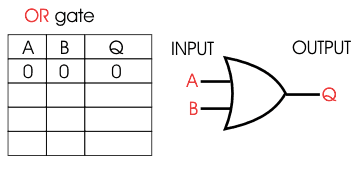 OR gate
A B Q
0 0 0
INPUT OUTPUT
A
B
Q